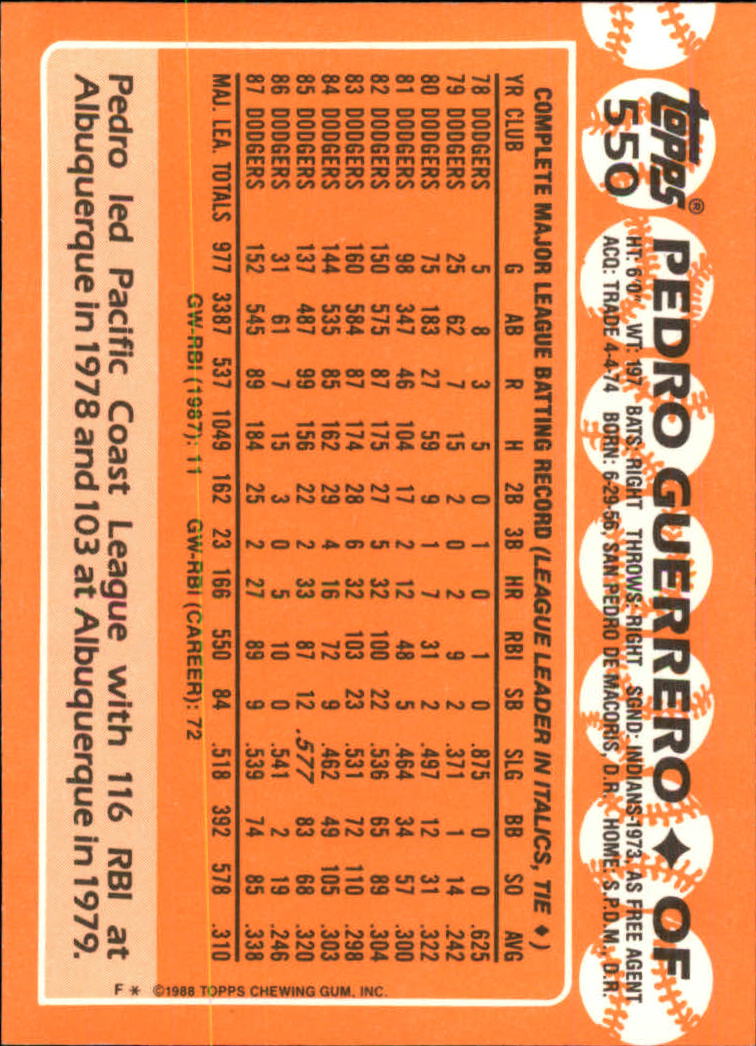 Topps®
550
PEDRO GUERRERO ✦ OF
HT: 6'0" WT: 197 BATS: RIGHT THROWS: RIGHT SGND: INDIANS-1973, AS FREE AGENT
ACQ: TRADE 4-4-74 BORN: 6-29-56, SAN PEDRO DE MACORIS, D.R. HOME: S.P.D.M., D.R.
COMPLETE MAJOR LEAGUE BATTING RECORD (LEAGUE LEADER IN ITALICS, TIE ♦)
YR CLUB G AB R H 2B 3B HR RBI SB SLG BB SO AVG
78 DODGERS 5 8 3 5 0 1 0 1 0 .875 0 0 .625
79 DODGERS 25 62 7 15 2 0 2 9 2 .371 1 14 .242
80 DODGERS 75 183 27 59 9 1 7 31 2 .497 12 31 .322
81 DODGERS 98 347 46 104 17 2 12 48 5 .464 34 57 .300
82 DODGERS 150 575 87 175 27 5 32 100 22 .536 65 89 .304
83 DODGERS 160 584 87 174 28 6 32 103 23 .531 72 110 .298
84 DODGERS 144 535 85 162 29 4 16 72 9 .462 49 105 .303
85 DODGERS 137 487 99 156 22 2 33 87 12 .577 83 68 .320
86 DODGERS 31 61 7 15 3 0 5 10 0 .541 2 19 .246
87 DODGERS 152 545 89 184 25 2 27 89 9 .539 74 85 .338
MAJ. LEA. TOTALS 977 3387 537 1049 162 23 166 550 84 .518 392 578 .310
GW-RBI (1987): 11 GW-RBI (CAREER): 72
F * ©1988 TOPPS CHEWING GUM, INC.
Pedro led Pacific Coast League with 116 RBI at
Albuquerque in 1978 and 103 at Albuquerque in 1979.